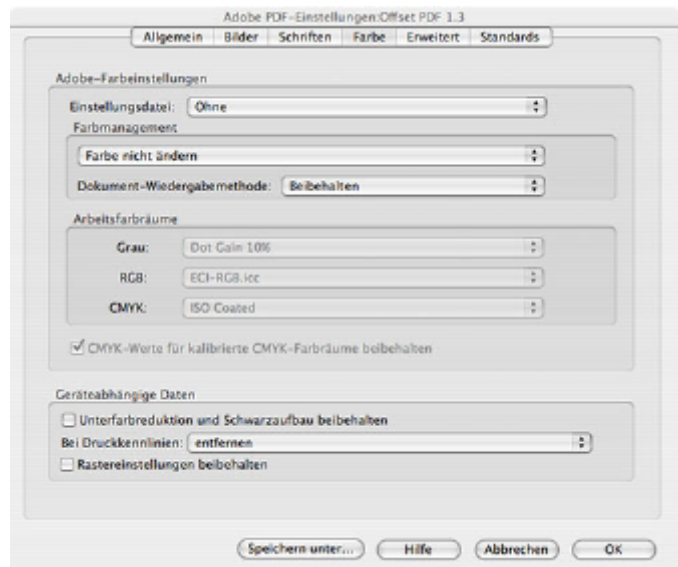 Adobe PDF-Einstellungen:Offset PDF 1.3
Allgemein Bilder Schriften Farbe Erweitert Standards
Adobe-Farbeinstellungen
Einstellungsdatei: Ohne
Farbmanagement
Farbe nicht ändern
Dokument-Wiedergabemethode: Beibehalten
Arbeitsfarbräume
Grau: Dot Gain 10%
RGB: ECI-RGB.icc
CMYK: ISO Coated
CMYK-Werte für kalibrierte CMYK-Farbräume beibehalten
Geräteabhängige Daten
Unterfarbreduktion und Schwarzaufbau beibehalten
Bei Druckkennlinien: entfernen
Rastereinstellungen beibehalten
Speichern unter... Hilfe Abbrechen OK